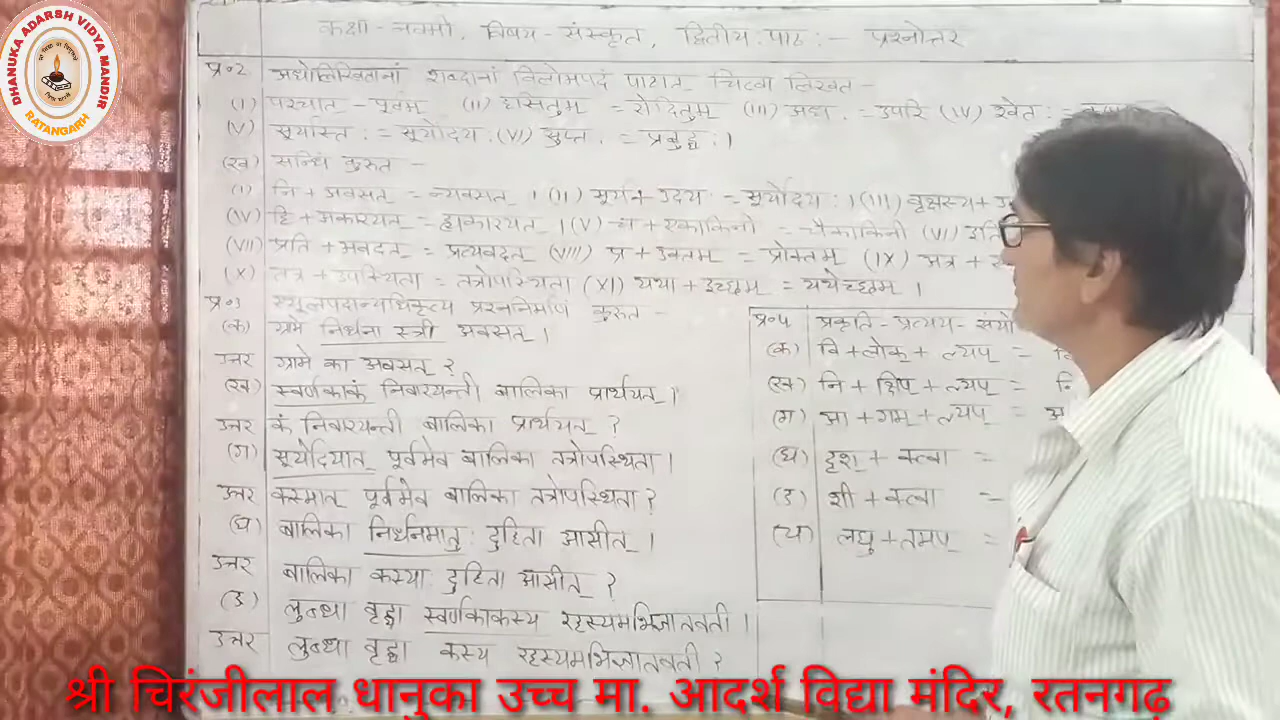 DHANUKA ADARSH VIDYA MANDIR
RATANGARH
कक्षा - नवमी, विषय - संस्कृत, द्वितीय: पाठ :- प्रश्नोत्तर
प्र०2 अधोलिखितानां शब्दानां विलोमपदं पाठात् चित्वा लिखत -
(I) पश्चात् - पूर्वम् (II) हसितुम् = रोदितुम् (III) अधः = उपरि (IV) श्वेत :
(V) सूर्यास्त : = सूर्योदय : (VI) सुप्त : = प्रबुद्ध : ।
(ख) सन्धिं कुरुत -
(I) नि + अवसत् = न्यवसत् । (II) सूर्य + उदय : = सूर्योदय : । (III) वृक्षस्य +
(IV) हि + अकारयत् = ह्यकारयत् । (V) च + एकाकिनी = चैकाकिनी (VI) इति
(VII) प्रति + अवदत् = प्रत्यवदत् (VIII) प्र + उक्तम् = प्रोक्तम् (IX) अत्र +
(X) तत्र + उपस्थिता = तत्रोपस्थिता (XI) यथा + इच्छम् = यथेच्छम् ।
प्र०3 स्थूलपदान्यधिकृत्य प्रश्ननिर्माणं कुरुत -
(क) ग्रामे निर्धना स्त्री अवसत् ।
उत्तर ग्रामे का अवसत् ?
(ख) स्वर्णकाकं निवारयन्ती बालिका प्रार्थयत् ।
उत्तर कं निवारयन्ती बालिका प्रार्थयत् ?
(ग) सूर्योदयात् पूर्वमेव बालिका तत्रोपस्थिता ।
उत्तर कस्मात् पूर्वमेव बालिका तत्रोपस्थिता ?
(घ) बालिका निर्धनमातु : दुहिता आसीत् ।
उत्तर बालिका कस्या : दुहिता आसीत् ?
(ङ) लुब्धा वृद्धा स्वर्णकाकस्य रहस्यमभिज्ञातवती ।
उत्तर लुब्धा वृद्धा कस्य रहस्यमभिज्ञातवती ?
प्र०५ प्रकृति - प्रत्यय - संयो
(क) वि + लोक् + ल्यप् = वि
(ख) नि + क्षिप् + ल्यप् = नि
(ग) आ + गम् + ल्यप् = आ
(घ) दृश् + क्त्वा =
(ङ) शी + क्त्वा =
(च) लघु + तमप् =
श्री चिरंजीलाल धानुका उच्च मा. आदर्श विद्या मंदिर, रतनगढ